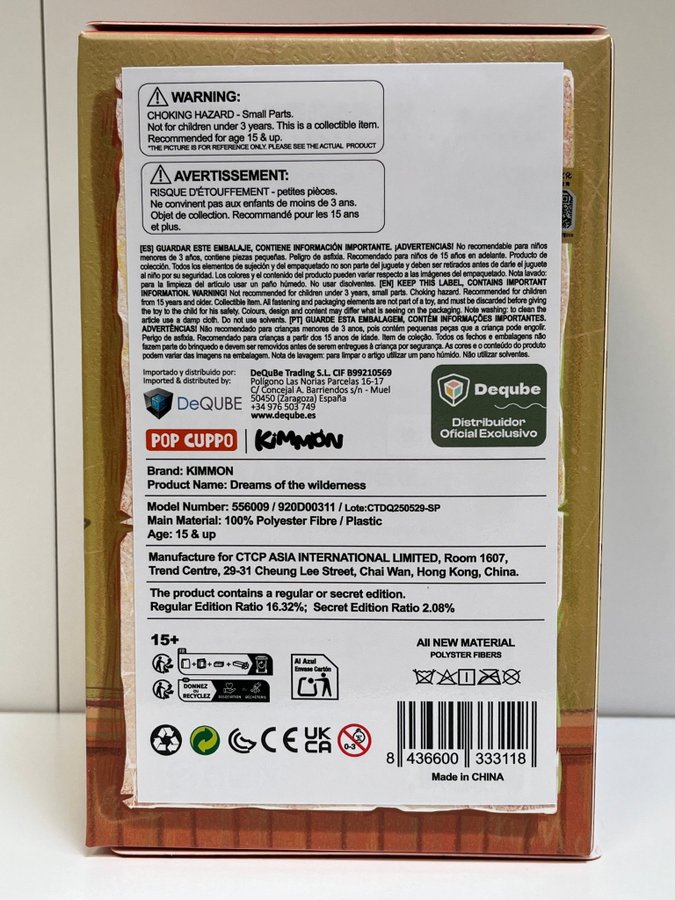 WARNING:
CHOKING HAZARD - Small Parts.
Not for children under 3 years. This is a collectible item.
Recommended for age 15 & up.
*THE PICTURE IS FOR REFERENCE ONLY. PLEASE SEE THE ACTUAL PRODUCT
AVERTISSEMENT:
RISQUE D'ÉTOUFFEMENT - petites pièces.
Ne convient pas aux enfants de moins de 3 ans.
Objet de collection. Recommandé pour les 15 ans
et plus.
[ES] GUARDAR ESTE EMBALAJE, CONTIENE INFORMACIÓN IMPORTANTE. ¡ADVERTENCIAS! No recomendable para niños
menores de 3 años, contiene piezas pequeñas. Peligro de asfixia. Recomendado para niños de 15 años en adelante. Producto de
colección. Todos los elementos de sujeción y del empaquetado no son parte del juguete y deben ser retirados antes de darle el juguete
al niño por su seguridad. Los colores y el contenido del producto pueden variar respecto a las imágenes del empaquetado. Nota lavado:
para la limpieza del artículo usar un paño húmedo. No usar disolventes. [EN] KEEP THIS LABEL, CONTAINS IMPORTANT
INFORMATION. WARNING! Not recommended for children under 3 years, small parts. Choking hazard. Recommended for children
from 15 years and older. Collectible item. All fastening and packaging elements are not part of a toy, and must be discarded before giving
the toy to the child for his safety. Colours, design and content may differ what is seeing on the packaging. Note washing: to clean the
article use a damp cloth. Do not use solvents. [PT] GUARDE ESTA EMBALAGEM, CONTÉM INFORMAÇÕES IMPORTANTES.
ADVERTÊNCIAS! Não recomendado para crianças menores de 3 anos, pois contém pequenas peças que a criança pode engolir.
Perigo de asfixia. Recomendado para crianças a partir dos 15 anos de idade. Item de coleção. Todos os fechos e embalagens não
fazem parte do brinquedo e devem ser removidos antes de serem entregues à criança por segurança. As cores e o conteúdo do produto
podem variar das imagens na embalagem. Nota de lavagem: para limpar o artigo utilizar um pano húmido. Não utilizar solventes.
Importado y distribuido por:
Imported & distributed by:
DeQUBE
DeQuBe Trading S.L. CIF B99210569
Polígono Las Norias Parcelas 16-17
C/ Concejal A. Barriendos s/n - Muel
50450 (Zaragoza) España
+34 976 503 749
www.deqube.es
Deqube
Distribuidor
Oficial Exclusivo
POP CUPPO | KiMMON
Brand: KIMMON
Product Name: Dreams of the wilderness
Model Number: 556009 / 920D00311 / Lote:CTDQ250529-SP
Main Material: 100% Polyester Fibre / Plastic
Age: 15 & up
Manufacture for CTCP ASIA INTERNATIONAL LIMITED, Room 1607,
Trend Centre, 29-31 Cheung Lee Street, Chai Wan, Hong Kong, China.
The product contains a regular or secret edition.
Regular Edition Ratio 16.32%; Secret Edition Ratio 2.08%
15+
FR
DONNEZ
OU
RECYCLEZ
Al Azul
Envase Cartón
All NEW MATERIAL
POLYSTER FIBERS
CE
UK
CA
0-3
8 436600 333118
Made in CHINA